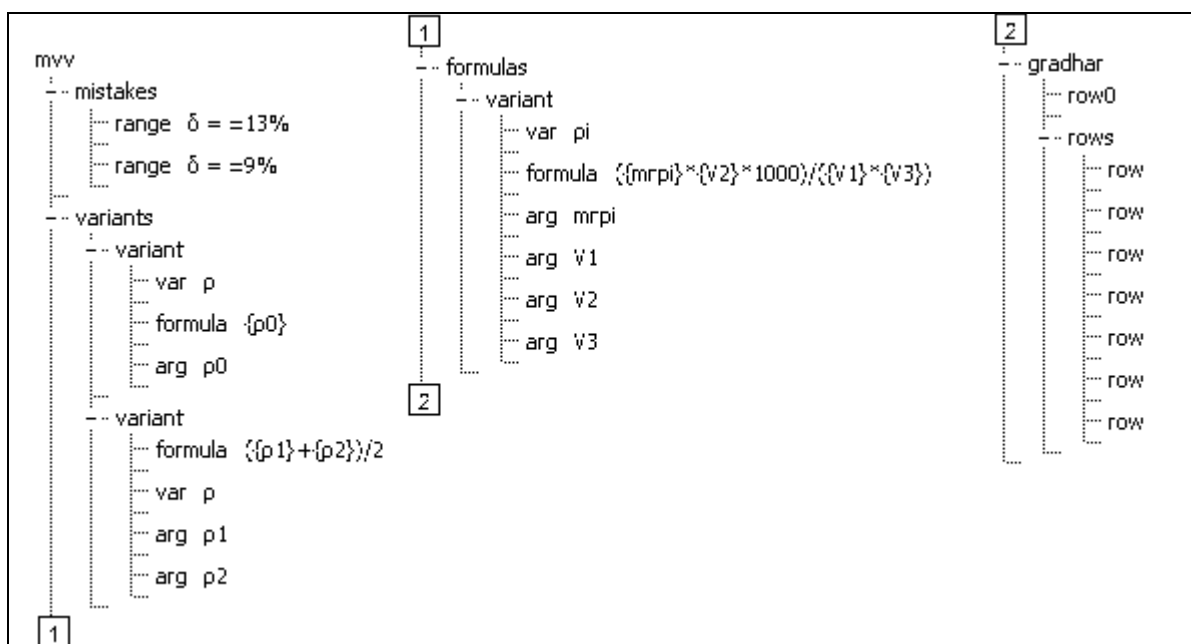 mvv
mistakes
range δ = =13%
range δ = =9%
variants
variant
var ρ
formula {ρ0}
arg ρ0
variant
formula ({ρ1}+{ρ2})/2
var ρ
arg ρ1
arg ρ2
1
1
formulas
variant
var ρi
formula ({mrpi}*{V2}*1000)/({V1}*{V3})
arg mrpi
arg V1
arg V2
arg V3
2
2
gradhar
row0
rows
row
row
row
row
row
row
row